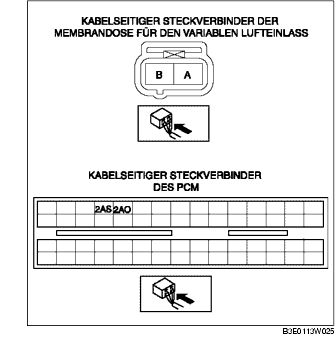 KABELSEITIGER STECKVERBINDER DER
MEMBRANDOSE FÜR DEN VARIABLEN LUFTEINLASS
B A
KABELSEITIGER STECKVERBINDER
DES PCM
2AS 2AO
B3E0113W025